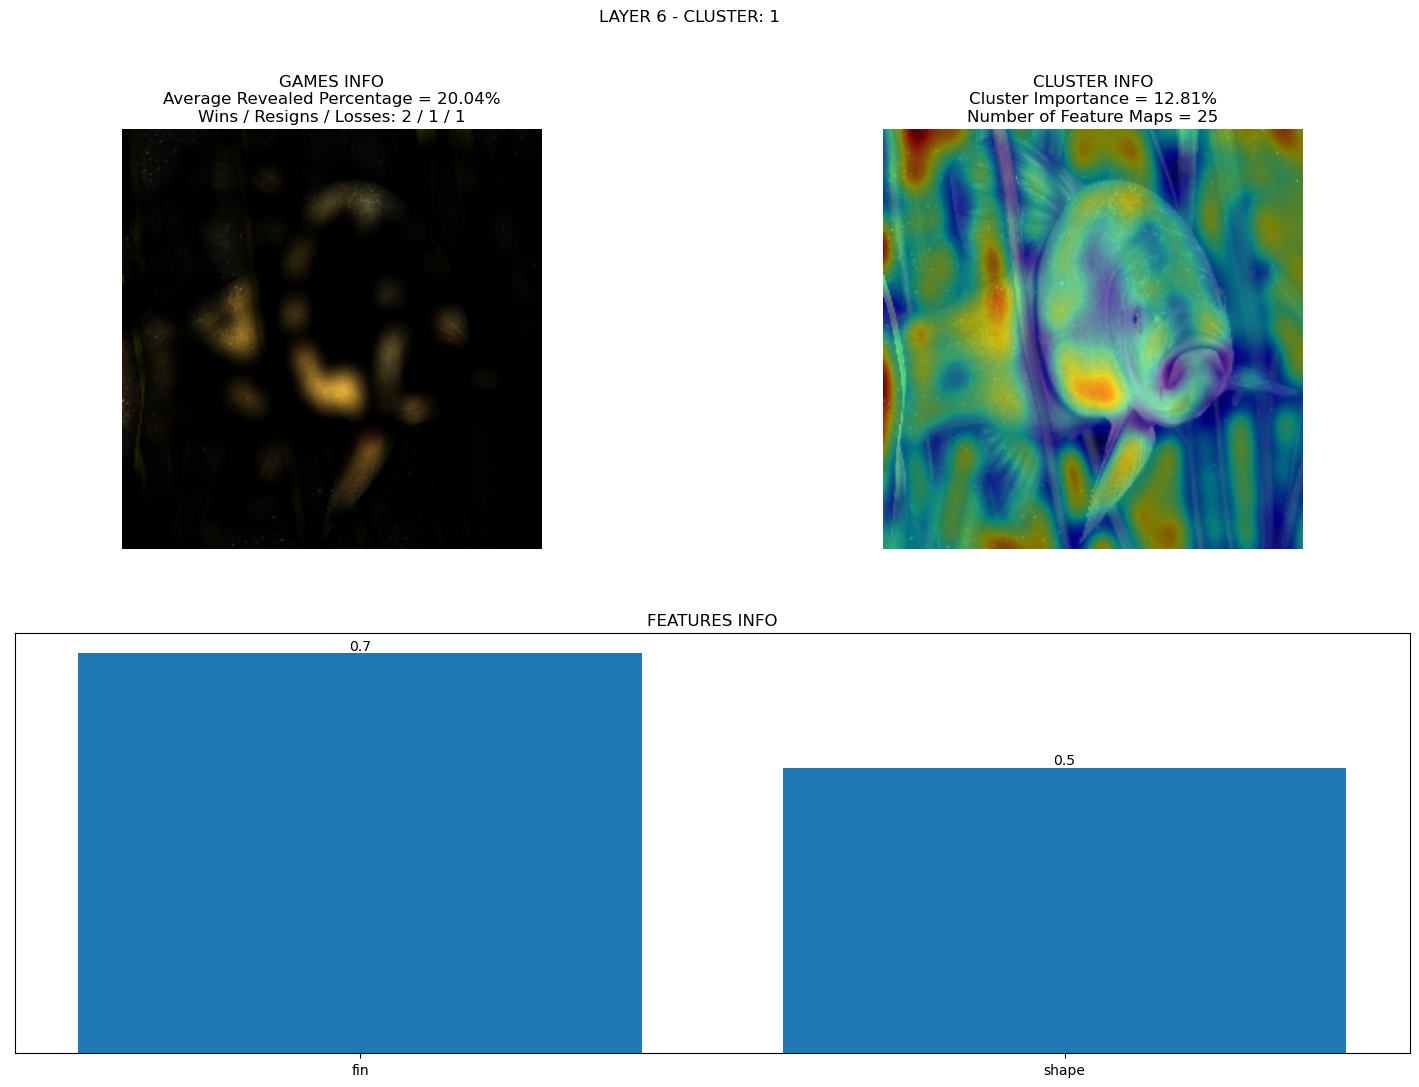 LAYER 6 - CLUSTER: 1
GAMES INFO
Average Revealed Percentage = 20.04%
Wins / Resigns / Losses: 2 / 1 / 1
CLUSTER INFO
Cluster Importance = 12.81%
Number of Feature Maps = 25
FEATURES INFO
0.7
0.5
fin
shape